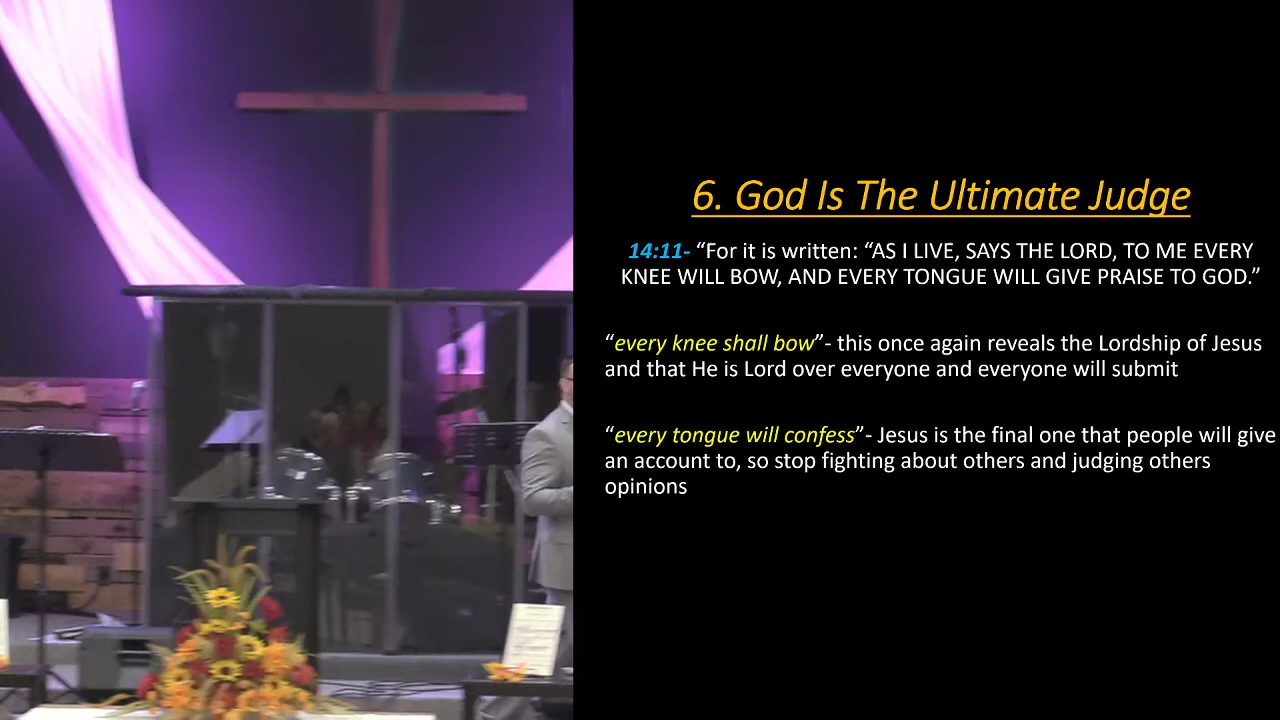 6. God Is The Ultimate Judge
14:11- “For it is written: “AS I LIVE, SAYS THE LORD, TO ME EVERY
KNEE WILL BOW, AND EVERY TONGUE WILL GIVE PRAISE TO GOD.”
“every knee shall bow”- this once again reveals the Lordship of Jesus
and that He is Lord over everyone and everyone will submit
“every tongue will confess”- Jesus is the final one that people will give
an account to, so stop fighting about others and judging others
opinions